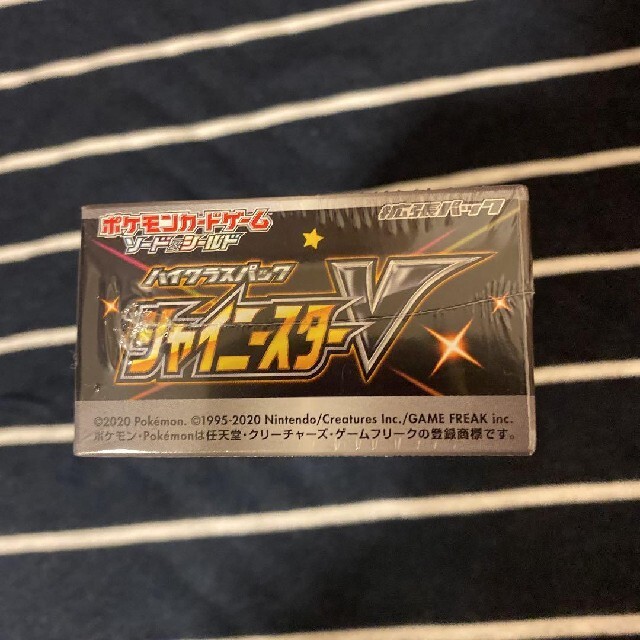 ポケモンカードゲーム
ソード&シールド
拡張パック
ハイクラスパック
シャイニースターV
©2020 Pokémon. ©1995-2020 Nintendo/Creatures Inc./GAME FREAK inc.
ポケモン・Pokémonは任天堂・クリーチャーズ・ゲームフリークの登録商標です。